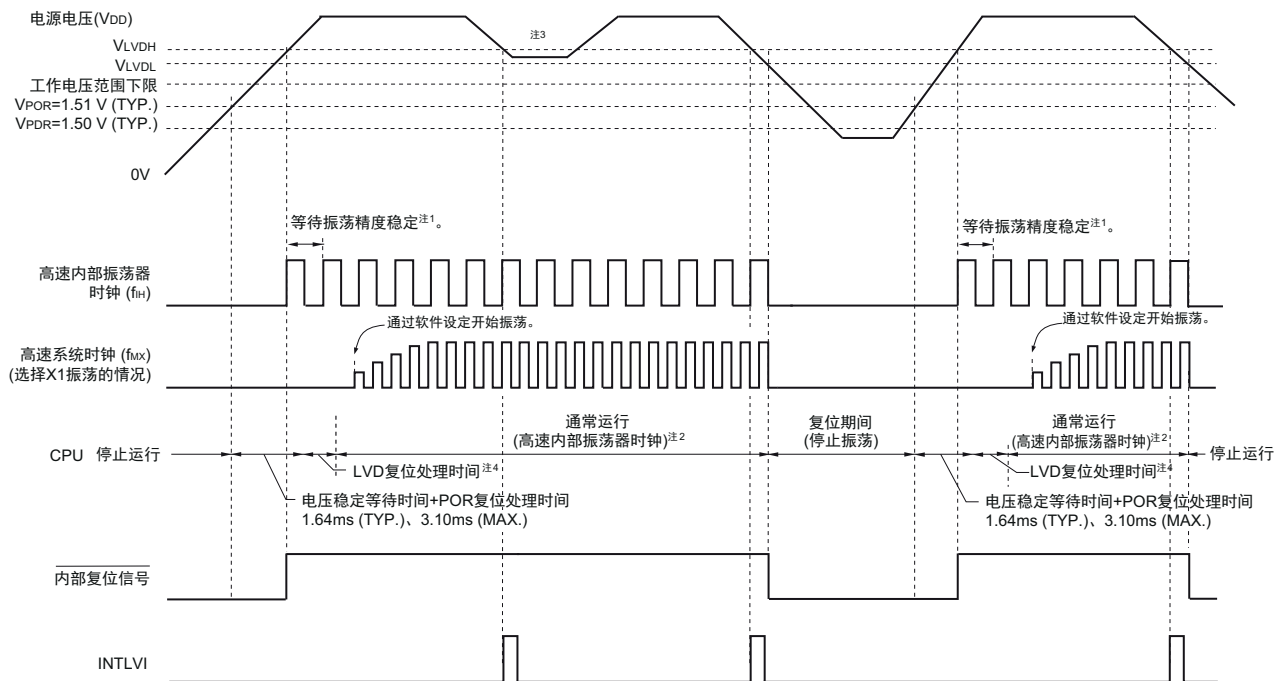 电源电压(VDD)
注3
VLVDH
VLVDL
工作电压范围下限
VPOR=1.51 V (TYP.)
VPDR=1.50 V (TYP.)
0V
等待振荡精度稳定注1。
等待振荡精度稳定注1。
高速内部振荡器
时钟 (fIH)
通过软件设定开始振荡。
通过软件设定开始振荡。
高速系统时钟 (fMX)
(选择X1振荡的情况)
通常运行
(高速内部振荡器时钟)注2
复位期间
(停止振荡)
通常运行
(高速内部振荡器时钟)注2
CPU 停止运行
停止运行
LVD复位处理时间注4
LVD复位处理时间注4
电压稳定等待时间+POR复位处理时间
1.64ms (TYP.)、3.10ms (MAX.)
电压稳定等待时间+POR复位处理时间
1.64ms (TYP.)、3.10ms (MAX.)
内部复位信号
INTLVI